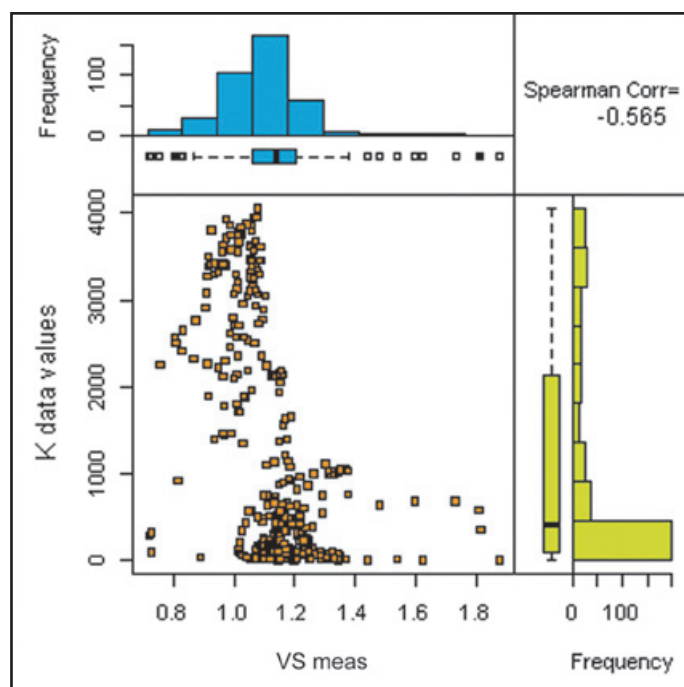 Frequency
0
100
Spearman Corr=
-0.565
K data values
4000
3000
2000
1000
0
0.8 1.0 1.2 1.4 1.6 1.8
VS meas
0 100
Frequency